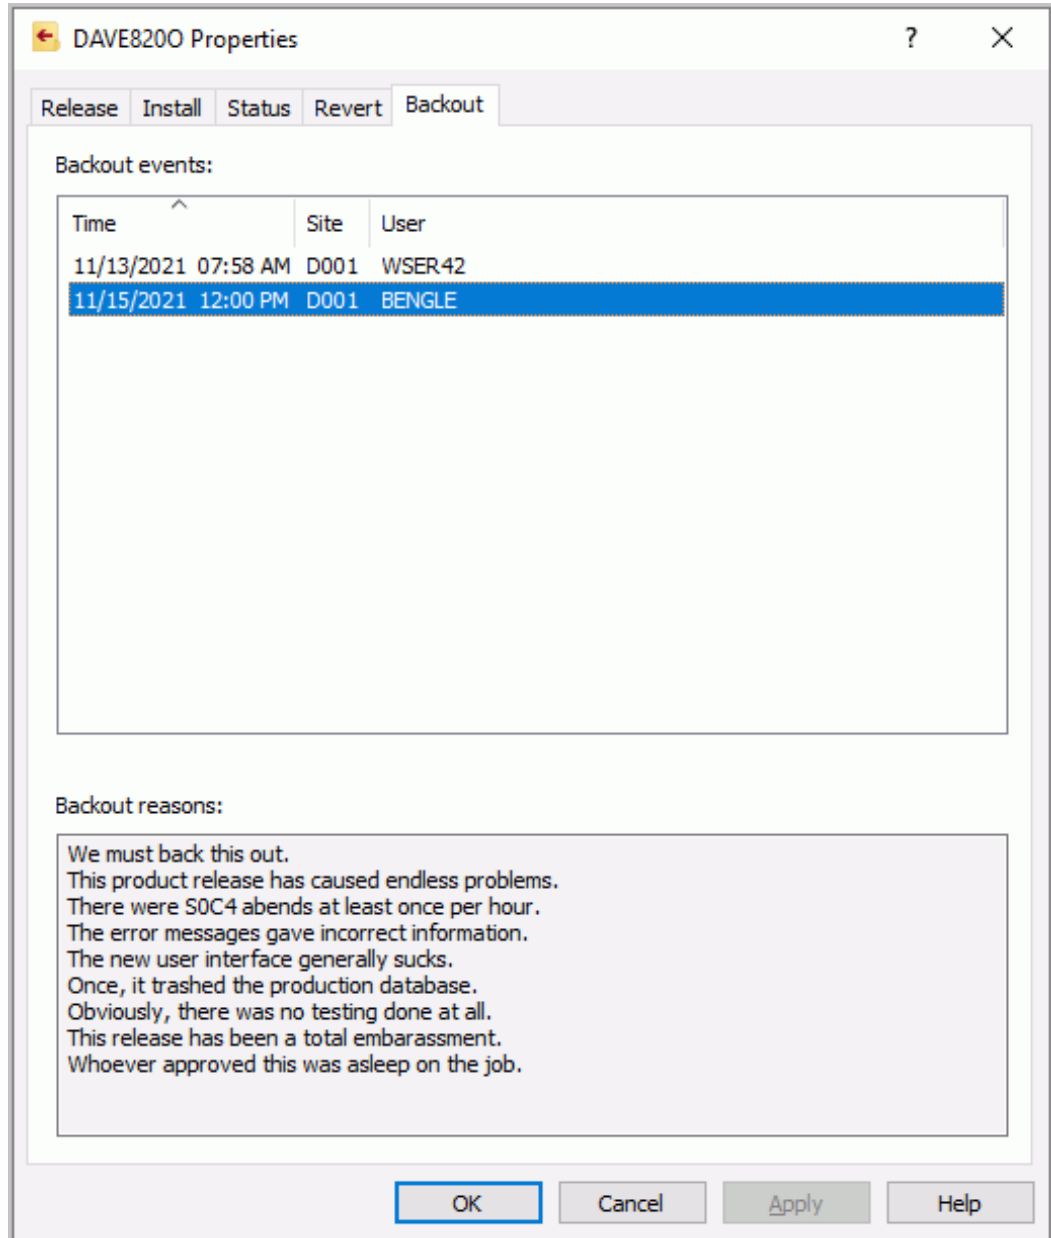 DAVE820O Properties
? ×
Release Install Status Revert Backout
Backout events:
Time Site User
11/13/2021 07:58 AM D001 WSER42
11/15/2021 12:00 PM D001 BENGLE
Backout reasons:
We must back this out.
This product release has caused endless problems.
There were S0C4 abends at least once per hour.
The error messages gave incorrect information.
The new user interface generally sucks.
Once, it trashed the production database.
Obviously, there was no testing done at all.
This release has been a total embarassment.
Whoever approved this was asleep on the job.
OK Cancel Apply Help